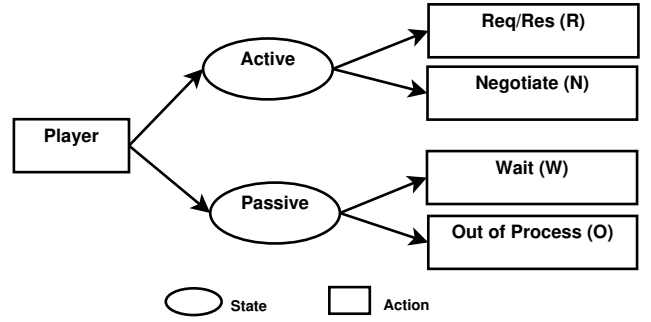 Req/Res (R)
Active
Negotiate (N)
Player
Wait (W)
Passive
Out of Process (O)
State
Action